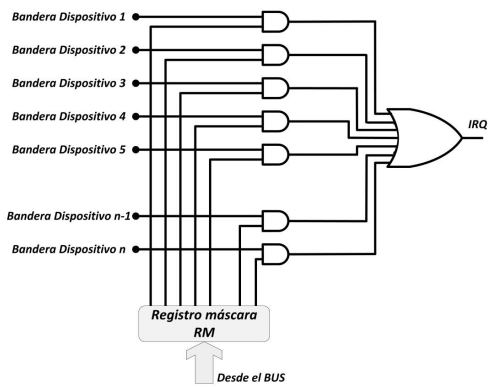 Bandera Dispositivo 1
Bandera Dispositivo 2
Bandera Dispositivo 3
Bandera Dispositivo 4
Bandera Dispositivo 5
IRQ
Bandera Dispositivo n-1
Bandera Dispositivo n
Registro máscara
RM
Desde el BUS